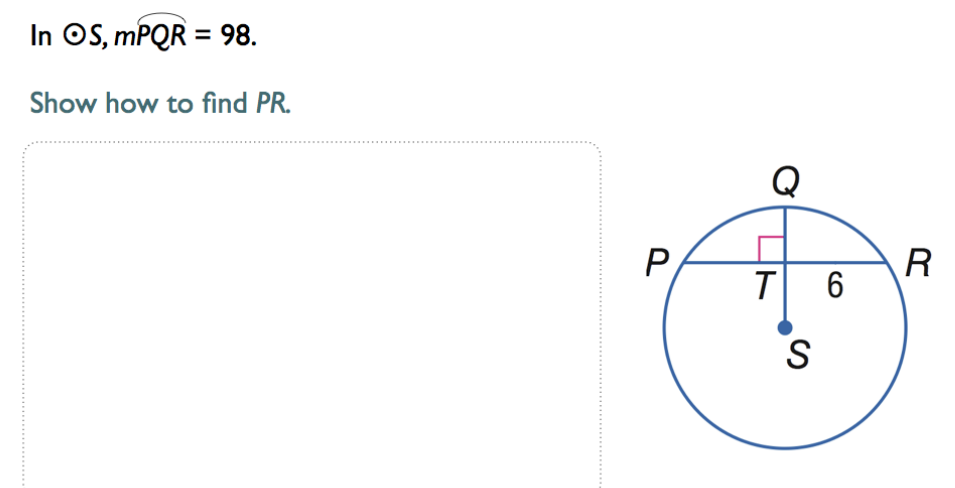 In ⊙S, mPQR = 98.
Show how to find PR.
Q
P
R
T
6
S